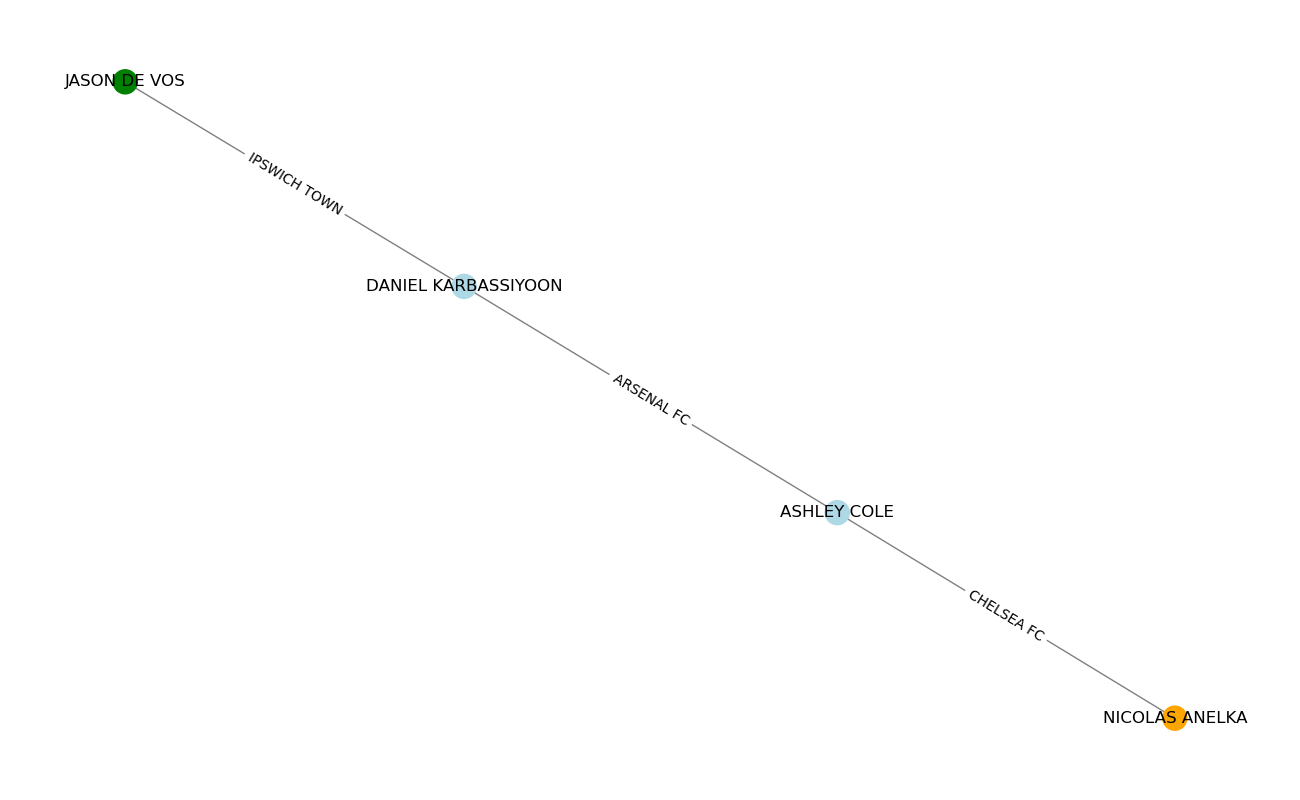 JASON DE VOS
IPSWICH TOWN
DANIEL KARBASSIYOON
ARSENAL FC
ASHLEY COLE
CHELSEA FC
NICOLAS ANELKA